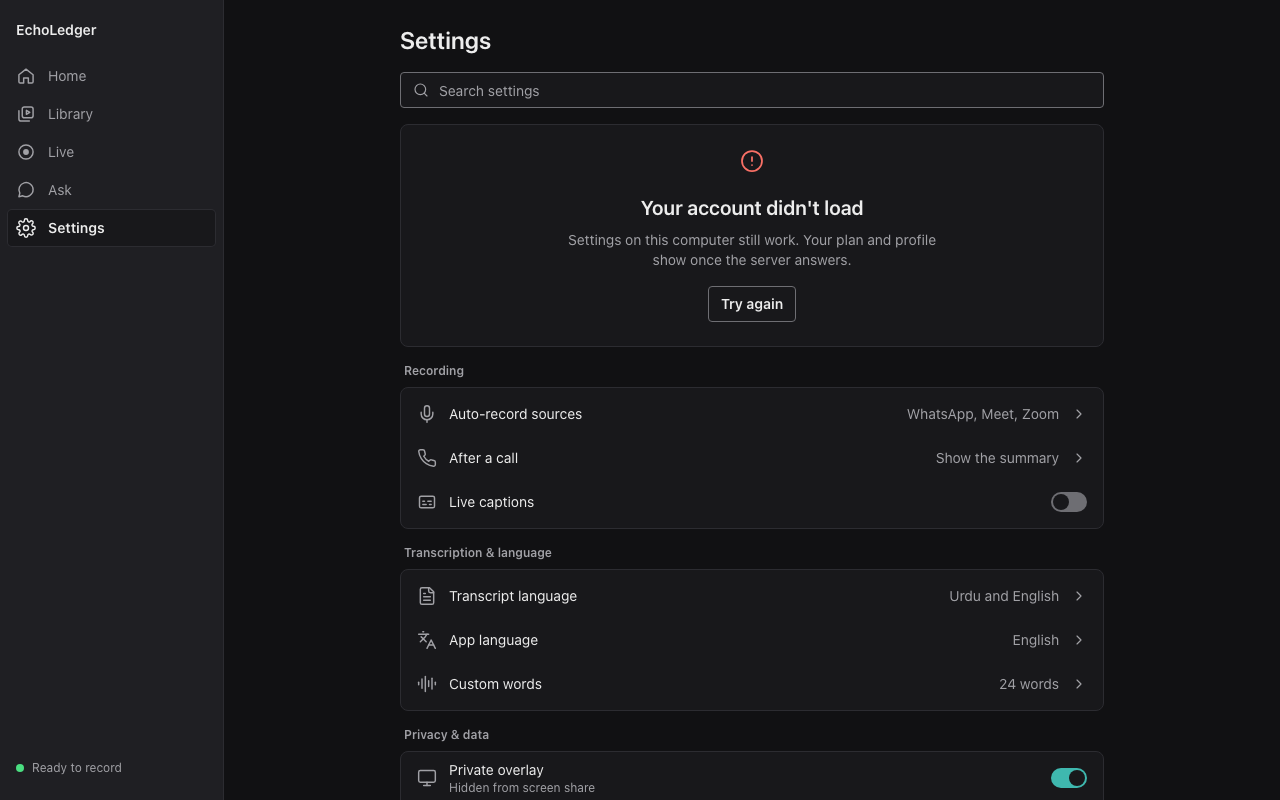 EchoLedger
Home
Library
Live
Ask
Settings
Ready to record
Settings
Search settings
Your account didn't load
Settings on this computer still work. Your plan and profile
show once the server answers.
Try again
Recording
Auto-record sources WhatsApp, Meet, Zoom
After a call Show the summary
Live captions
Transcription & language
Transcript language Urdu and English
App language English
Custom words 24 words
Privacy & data
Private overlay
Hidden from screen share